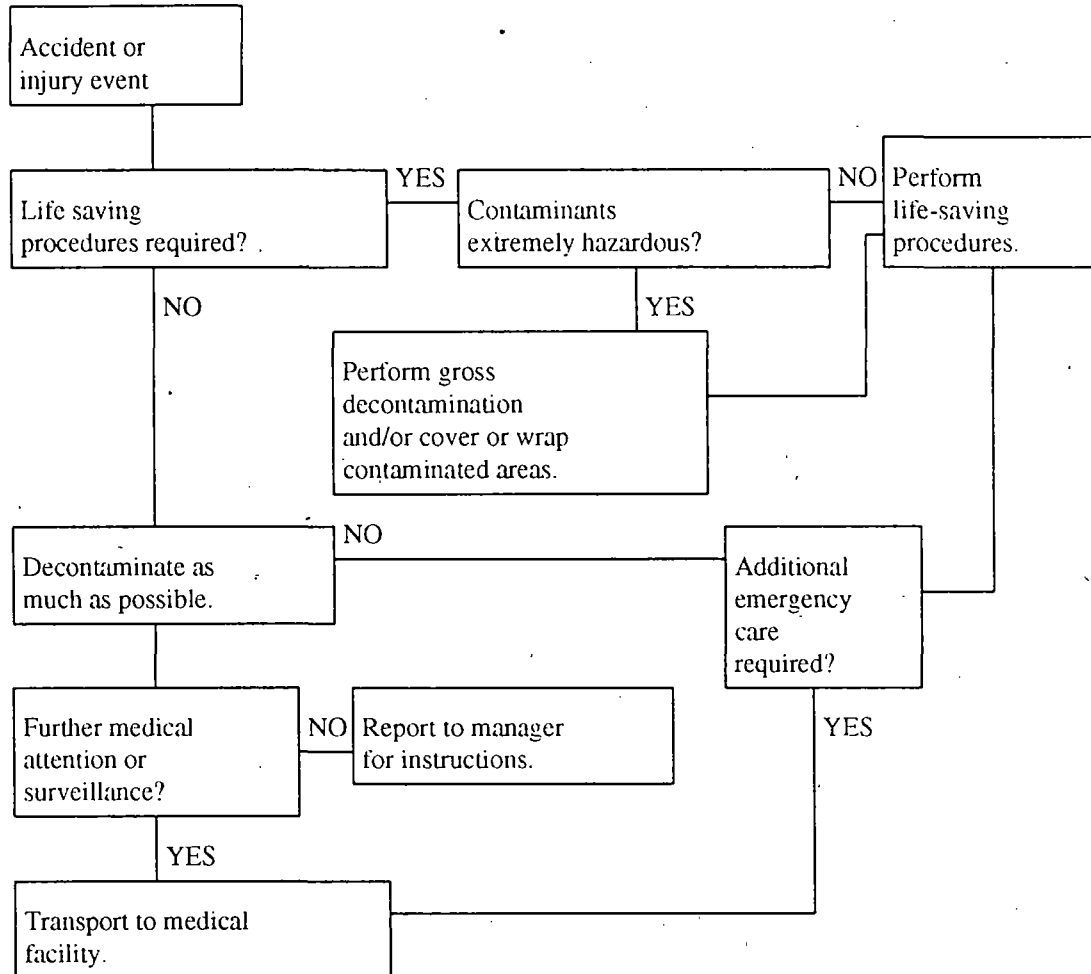 Accident or
injury event
Life saving
procedures required?
YES
Contaminants
extremely hazardous?
NO
Perform
life-saving
procedures.
NO
YES
Perform gross
decontamination
and/or cover or wrap
contaminated areas.
Decontaminate as
much as possible.
NO
Additional
emergency
care
required?
Further medical
attention or
surveillance?
NO
Report to manager
for instructions.
YES
YES
Transport to medical
facility.